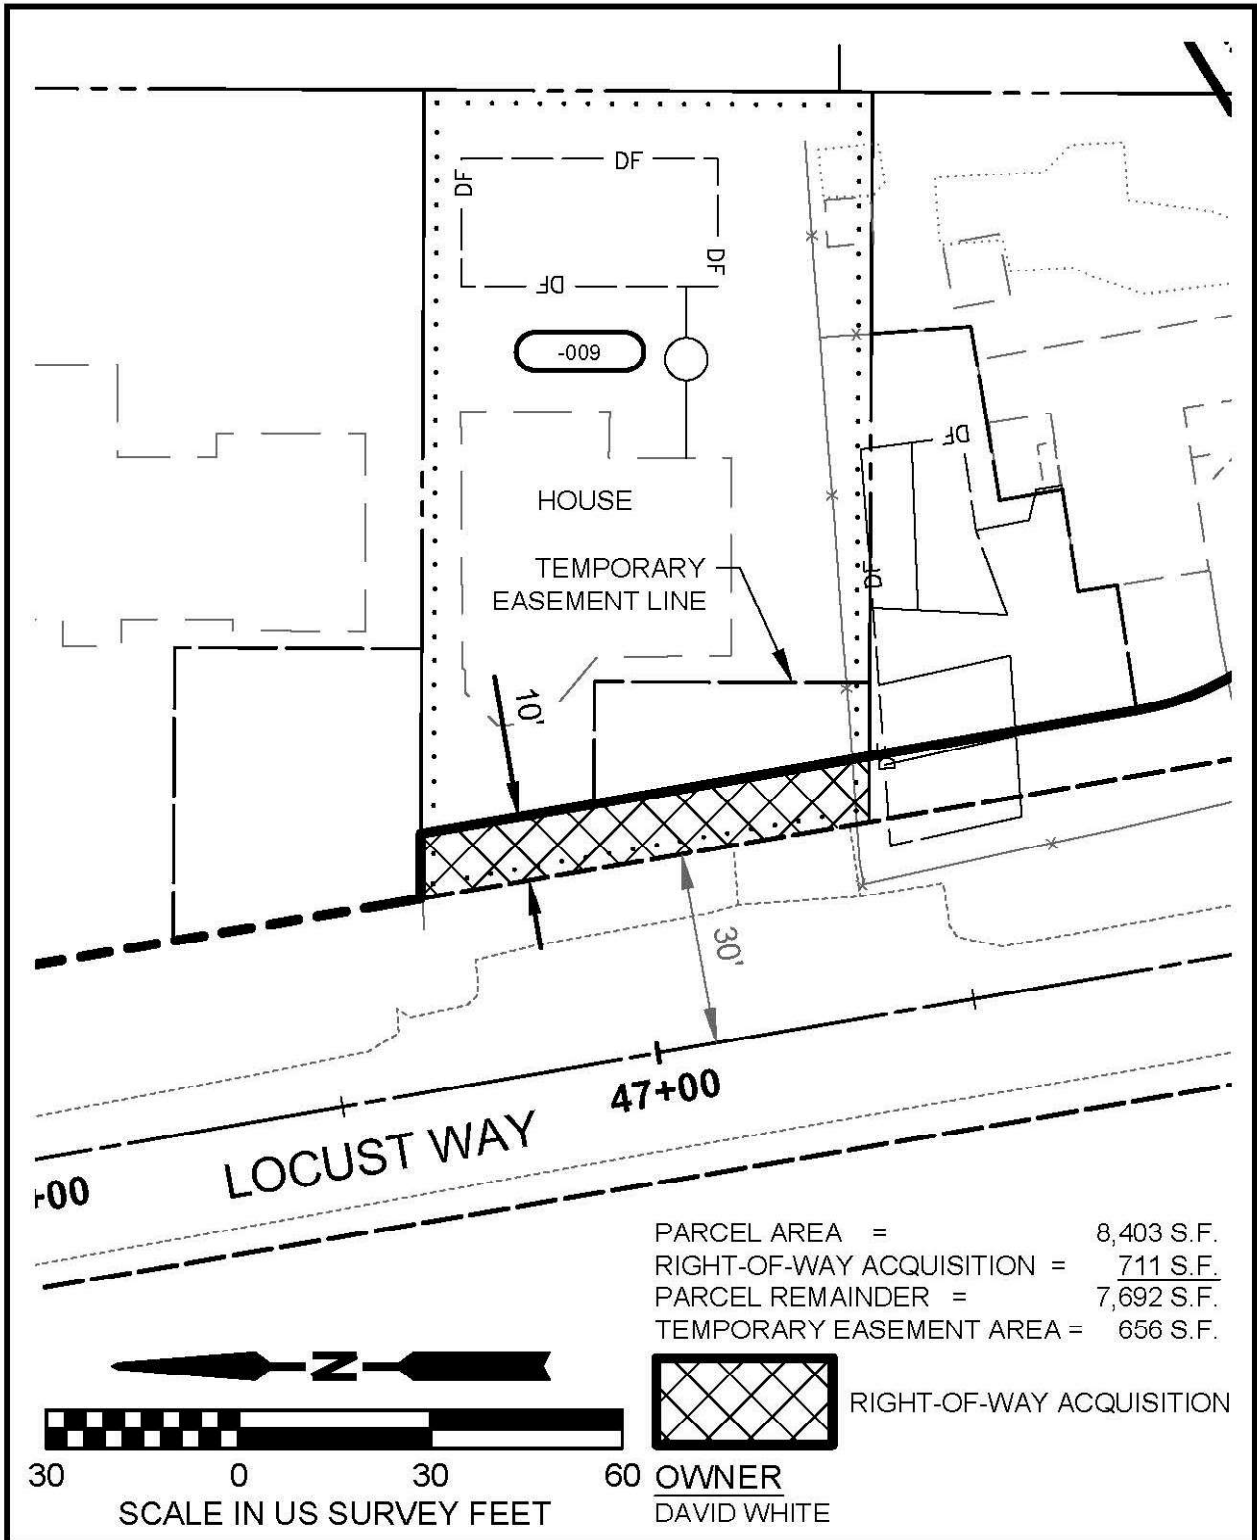 DF
DF
DF
DF
-009
DF
HOUSE
TEMPORARY
EASEMENT LINE
DF
10'
DF
30'
47+00
LOCUST WAY
+00
PARCEL AREA = 8,403 S.F.
RIGHT-OF-WAY ACQUISITION = 711 S.F.
PARCEL REMAINDER = 7,692 S.F.
TEMPORARY EASEMENT AREA = 656 S.F.
N
RIGHT-OF-WAY ACQUISITION
30 0 30 60
SCALE IN US SURVEY FEET
OWNER
DAVID WHITE